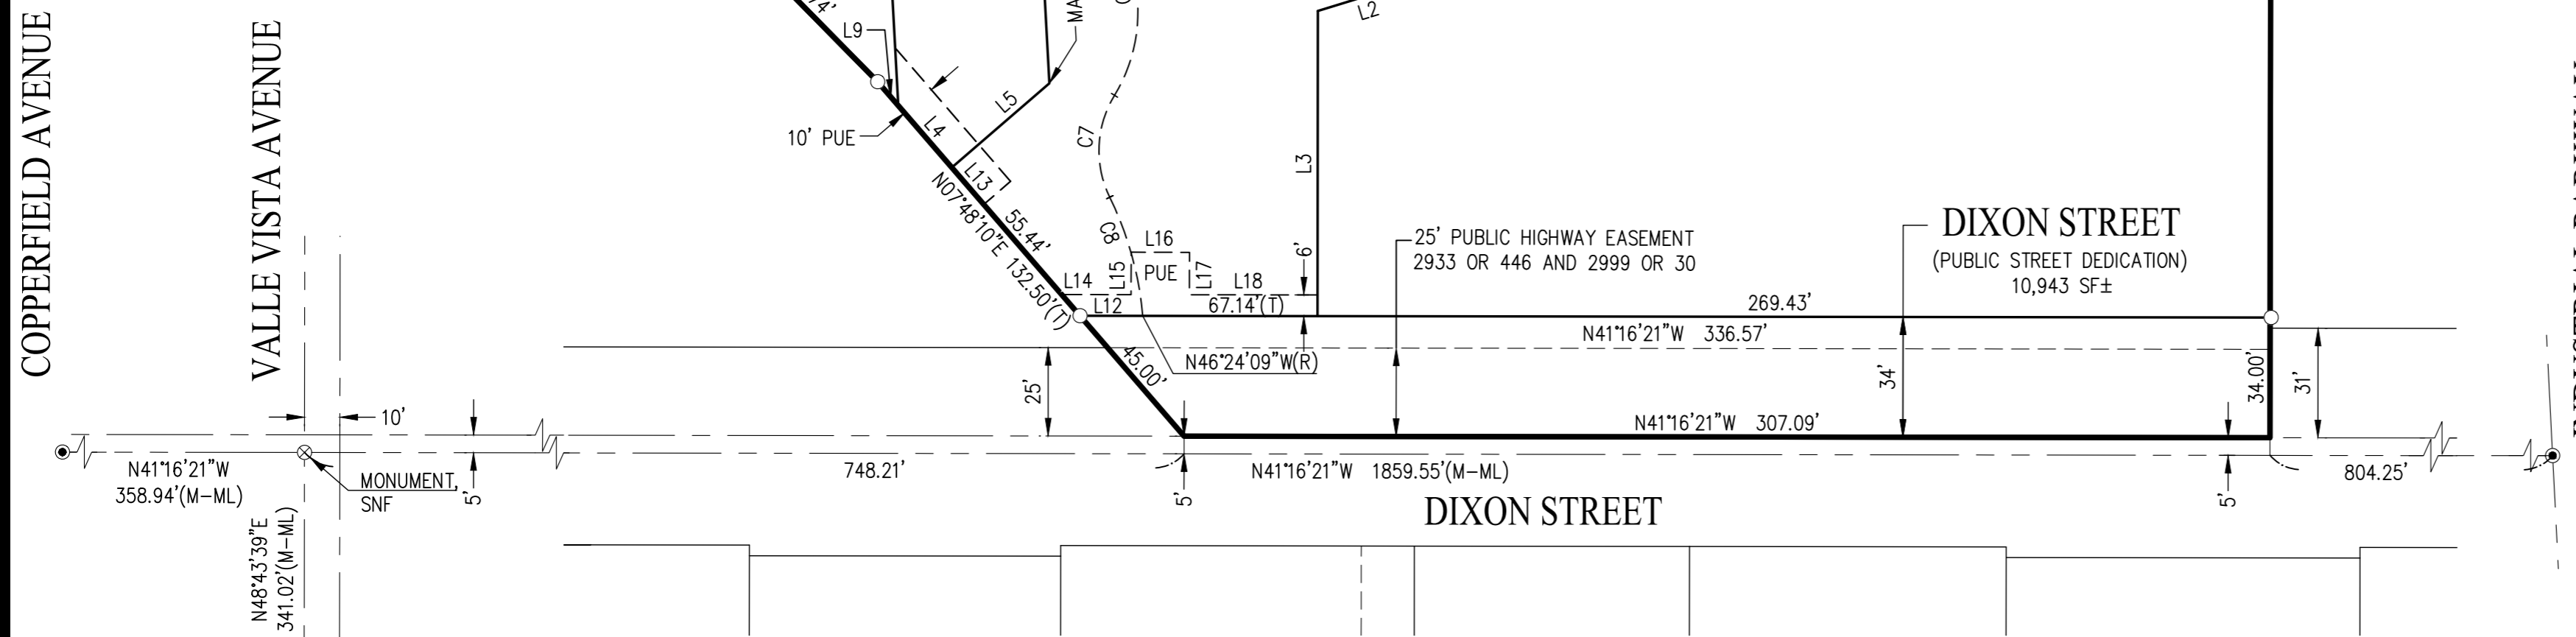 COPPERFIELD AVENUE
VALLE VISTA AVENUE
L9
10' PUE
L4
L5
L13
N07°48'10"E 132.50'(T)
55.44'
C7
C8
L2
L3
L16
PUE
L15
L17
L14
L12
L18
67.14'(T)
6'
25' PUBLIC HIGHWAY EASEMENT
2933 OR 446 AND 2999 OR 30
DIXON STREET
(PUBLIC STREET DEDICATION)
10,943 SF±
269.43'
N41°16'21"W 336.57'
N46°24'09"W(R)
45.00'
25'
34'
34.00'
31'
10'
N41°16'21"W 307.09'
N41°16'21"W
358.94'(M-ML)
MONUMENT,
SNF
5'
748.21'
5'
N41°16'21"W 1859.55'(M-ML)
5'
804.25'
DIXON STREET
N48°43'39"E
341.02'(M-ML)